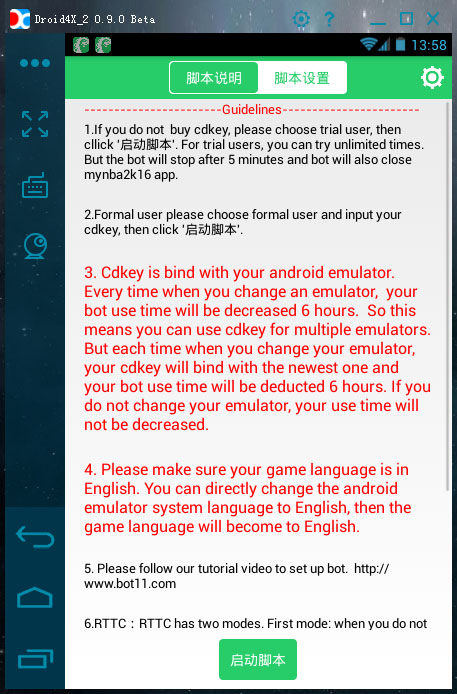 Droid4X_2 0.9.0 Beta
13:58
脚本说明 脚本设置
-----------------------Guidelines-----------------------
1.If you do not  buy cdkey, please choose trial user, then
cllick '启动脚本'. For trial users, you can try unlimited times.
But the bot will stop after 5 minutes and bot will also close
mynba2k16 app.
2.Formal user please choose formal user and input your
cdkey, then click '启动脚本'.
3. Cdkey is bind with your android emulator.
Every time when you change an emulator,  your
bot use time will be decreased 6 hours.  So this
means you can use cdkey for multiple emulators.
But each time when you change your emulator,
your cdkey will bind with the newest one and
your bot use time will be deducted 6 hours. If you
do not change your emulator, your use time will
not be decreased.
4. Please make sure your game language is in
English. You can directly change the android
emulator system language to English, then the
game language will become to English.
5. Please follow our tutorial video to set up bot.  http://
www.bot11.com
6.RTTC：RTTC has two modes. First mode: when you do not
启动脚本